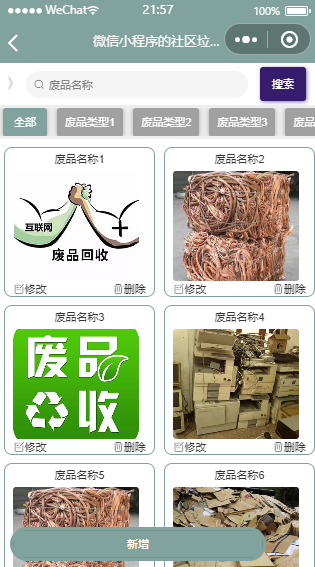 WeChat 21:57 100%
微信小程序的社区垃...
废品名称 搜索
全部 废品类型1 废品类型2 废品类型3 废品
废品名称1 废品名称2
互联网
废品回收
修改 删除 修改 删除
废品名称3 废品名称4
废品
收
修改 删除 修改 删除
废品名称5 废品名称6
新增